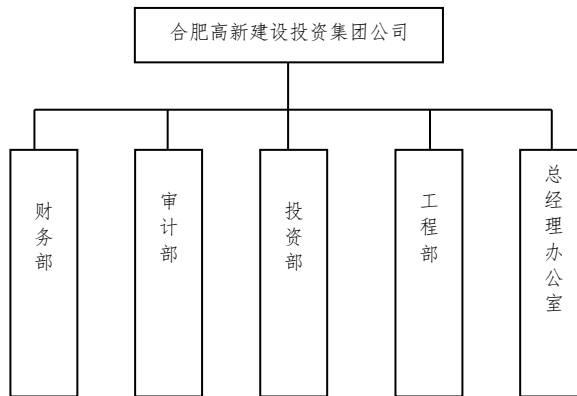 合肥高新建设投资集团公司
财务部
审计部
投资部
工程部
总经理办公室